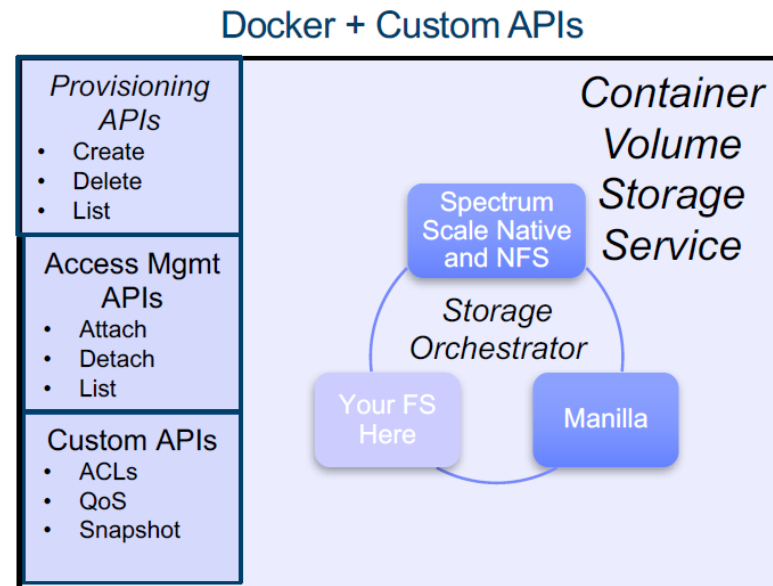 Docker + Custom APIs
Provisioning
APIs
• Create
• Delete
• List
Access Mgmt
APIs
• Attach
• Detach
• List
Custom APIs
• ACLs
• QoS
• Snapshot
Container
Volume
Storage
Service
Spectrum
Scale Native
and NFS
Storage
Orchestrator
Your FS
Here
Manilla